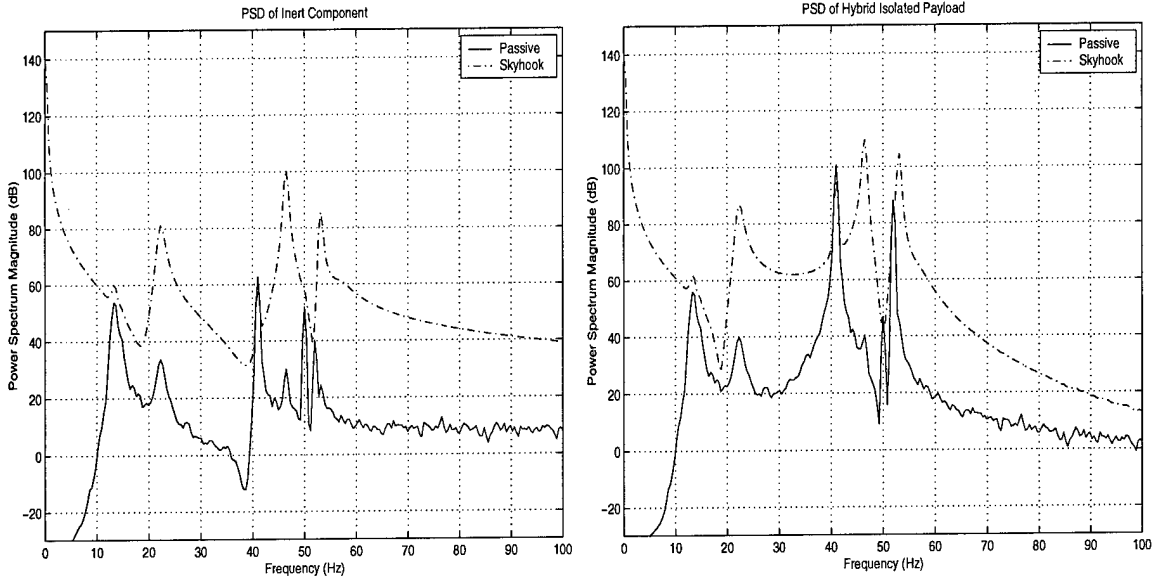 PSD of Inert Component
Passive
Skyhook
140
120
100
80
60
40
20
0
−20
Power Spectrum Magnitude (dB)
0 10 20 30 40 50 60 70 80 90 100
Frequency (Hz)
PSD of Hybrid Isolated Payload
Passive
Skyhook
140
120
100
80
60
40
20
0
−20
Power Spectrum Magnitude (dB)
0 10 20 30 40 50 60 70 80 90 100
Frequency (Hz)